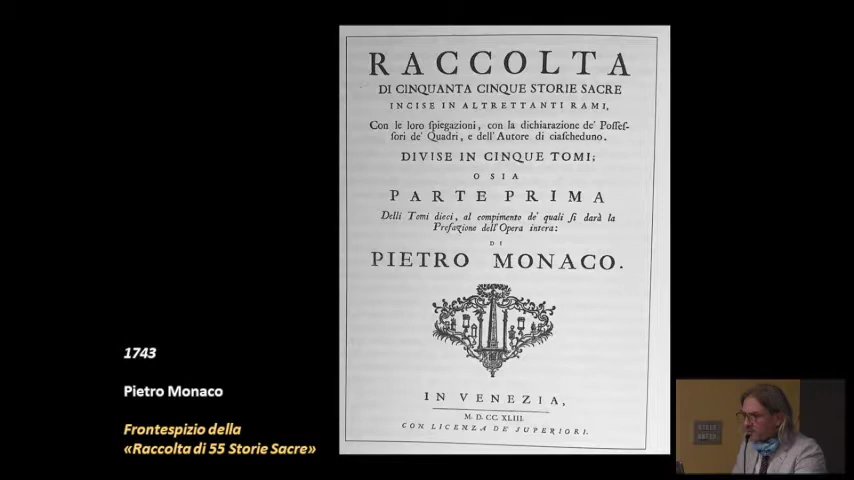 RACCOLTA
DI CINQUANTA CINQUE STORIE SACRE
INCISE IN ALTRETTANTI RAMI,
Con le loro spiegazioni, con la dichiarazione de' Posses-
sori de' Quadri, e dell' Autore di ciascheduno.
DIVISE IN CINQUE TOMI;
O SIA
PARTE PRIMA
Delli Tomi dieci, al compimento de' quali si darà la
Prefazione dell' Opera intera:
DI
PIETRO MONACO.
IN VENEZIA,
M. D. CC. XLIII.
CON LICENZA DE' SUPERIORI.
1743
Pietro Monaco
Frontespizio della
«Raccolta di 55 Storie Sacre»